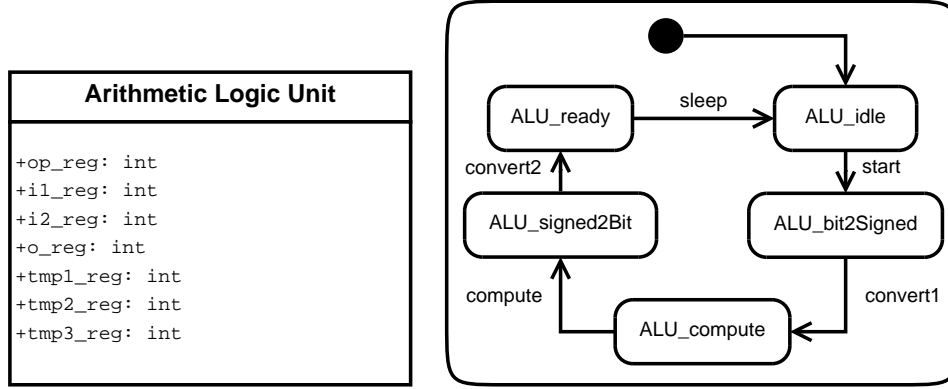 Arithmetic Logic Unit
+op_reg: int
+i1_reg: int
+i2_reg: int
+o_reg: int
+tmp1_reg: int
+tmp2_reg: int
+tmp3_reg: int
ALU_ready
sleep
ALU_idle
convert2
start
ALU_signed2Bit
ALU_bit2Signed
compute
convert1
ALU_compute